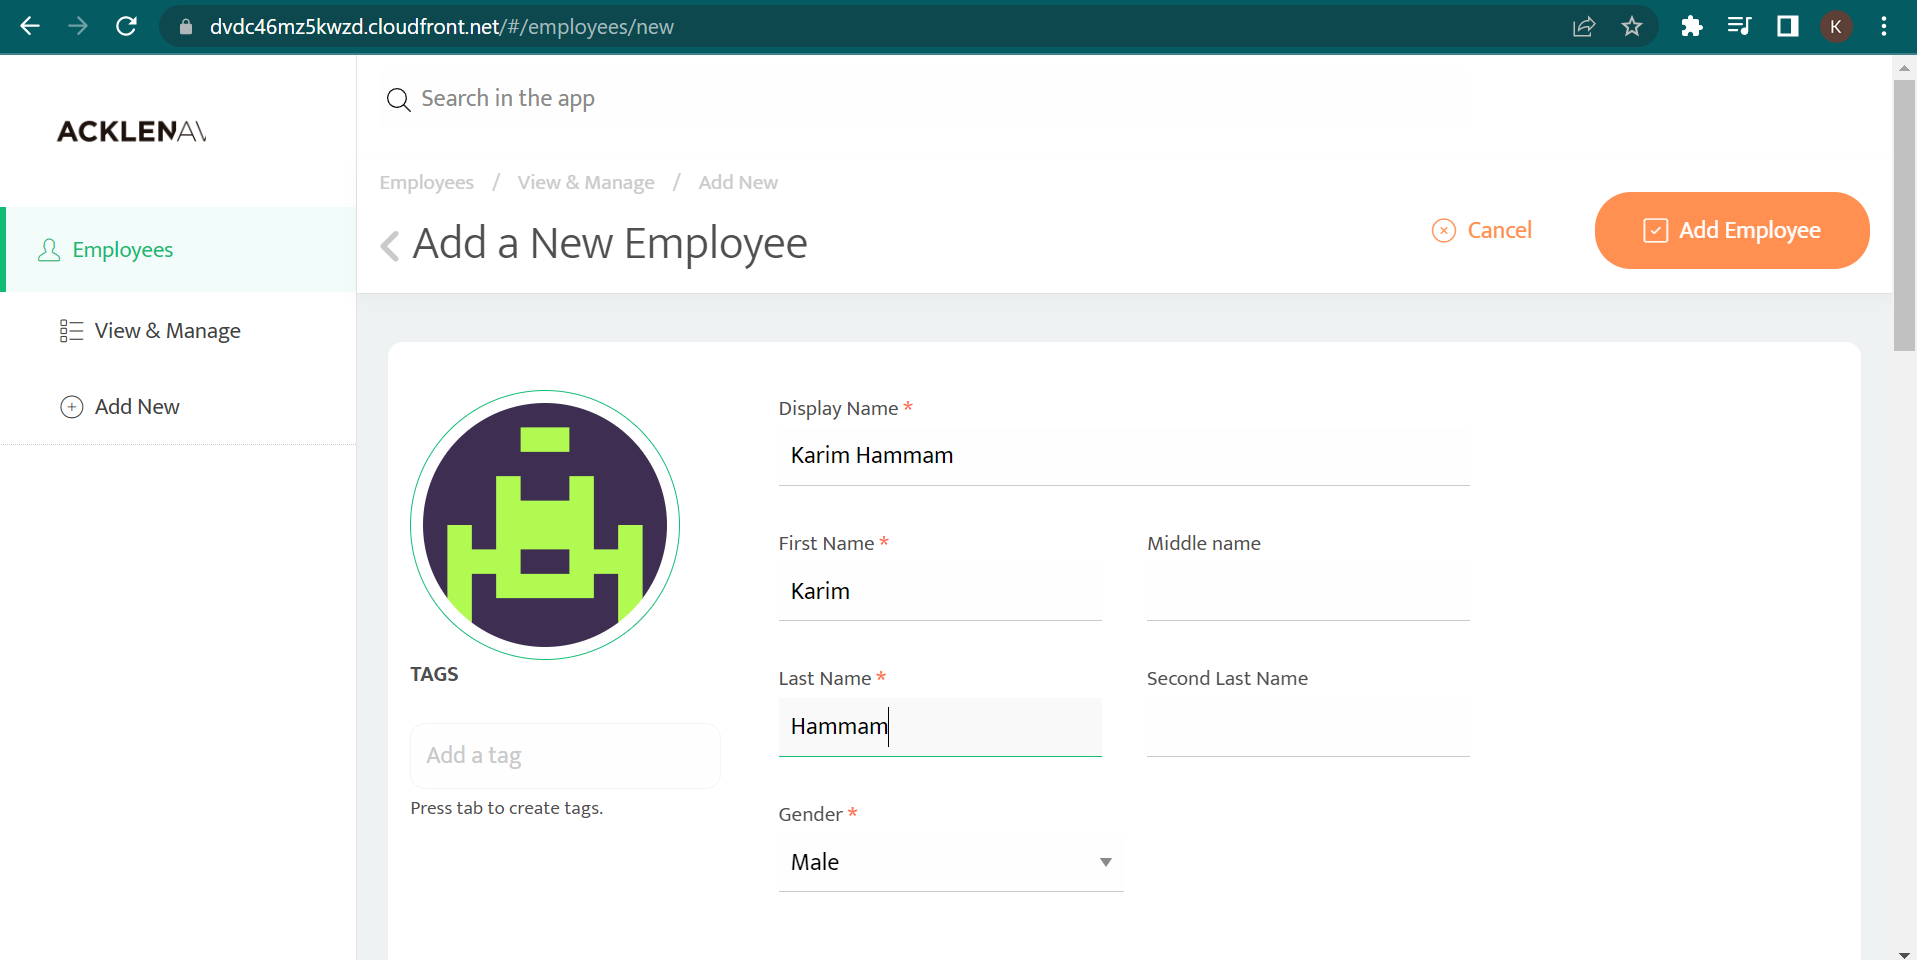 dvdc46mz5kwzd.cloudfront.net/#/employees/new
K
ACKLENAV
Search in the app
Employees / View & Manage / Add New
Add a New Employee
Cancel
Add Employee
Employees
View & Manage
Add New
Display Name *
Karim Hammam
First Name *
Karim
Middle name
Last Name *
Hammam
Second Last Name
Gender *
Male
TAGS
Add a tag
Press tab to create tags.